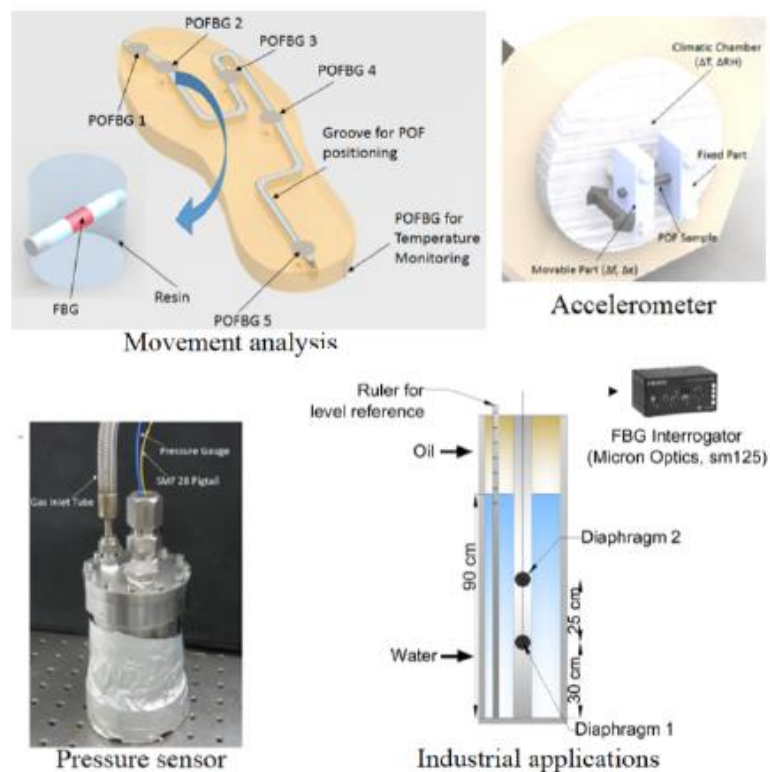 POFBG 2
POFBG 3
POFBG 1
POFBG 4
Groove for POF
positioning
POFBG for
Temperature
Monitoring
FBG
Resin
POFBG 5
Movement analysis
Climatic Chamber
(ΔT, ΔRH)
Fixed Part
POF Sample
Movable Part (Δf, Δε)
Accelerometer
Pressure Gauge
SMF 28 Pigtail
Gas Inlet Tube
Pressure sensor
Ruler for
level reference
Oil
FBG Interrogator
(Micron Optics, sm125)
Diaphragm 2
90 cm
25 cm
Water
30 cm
Diaphragm 1
Industrial applications